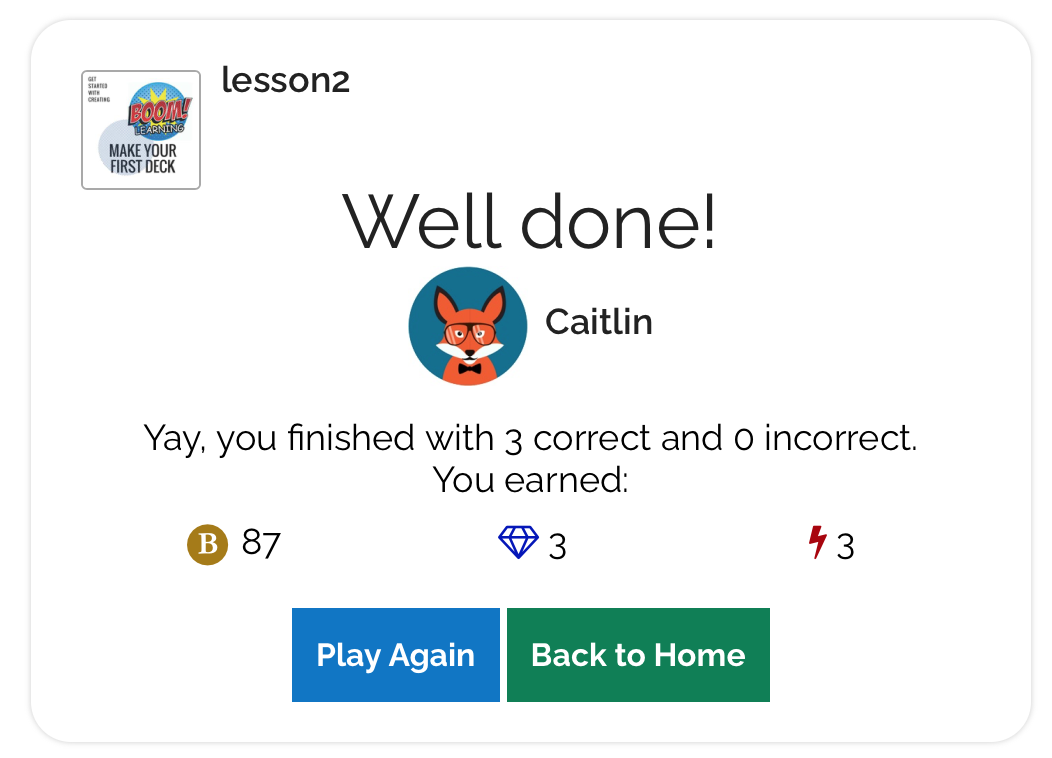 GET
STARTED
WITH
CREATING
BOOM!
LEARNING
MAKE YOUR
FIRST DECK
lesson2
Well done!
Caitlin
Yay, you finished with 3 correct and 0 incorrect.
You earned:
B 87 3 3
Play Again Back to Home